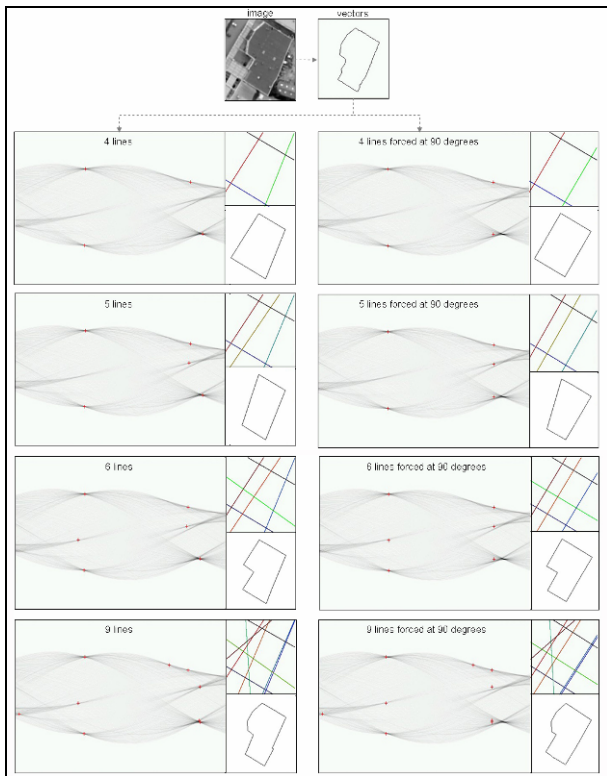 image
vectors
4 lines
4 lines forced at 90 degrees
5 lines
5 lines forced at 90 degrees
6 lines
6 lines forced at 90 degrees
9 lines
9 lines forced at 90 degrees